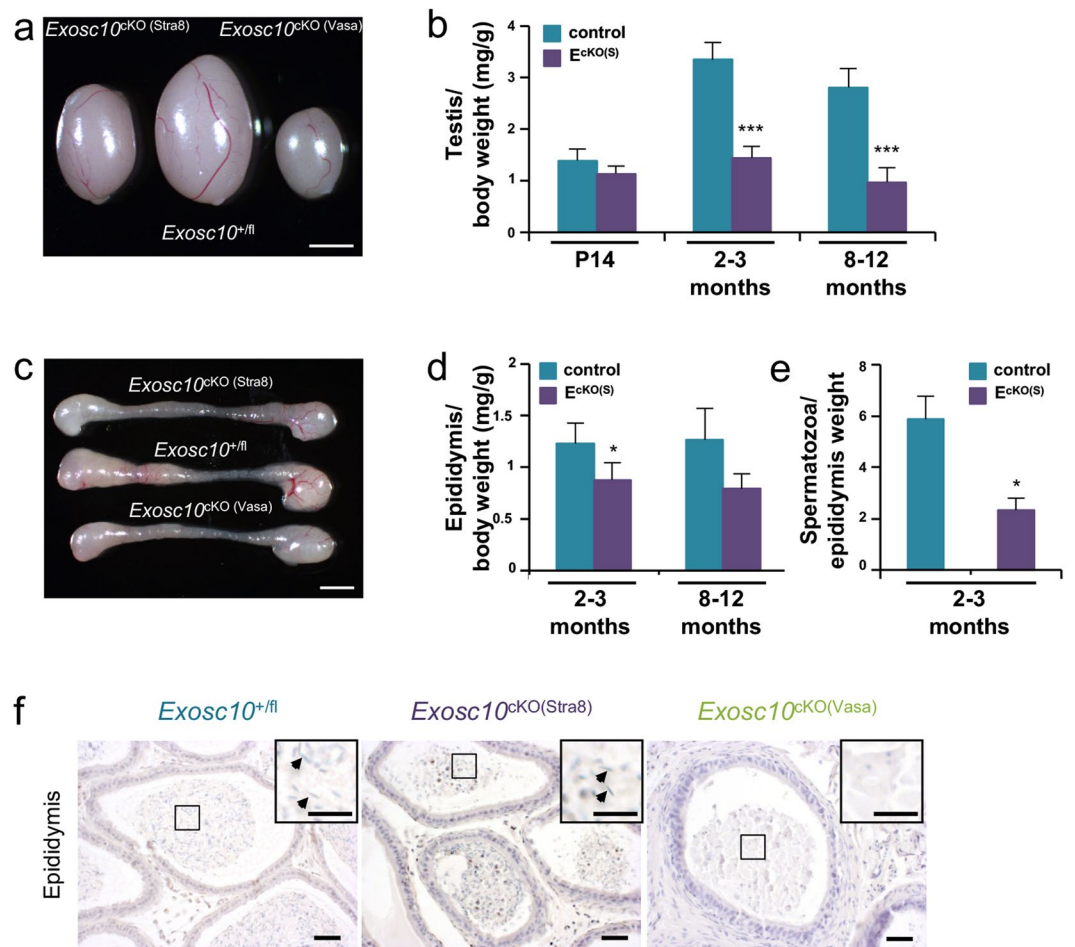 a
Exosc10cKO (Stra8)
Exosc10cKO (Vasa)
Exosc10+/fl
b
control
EcKO(S)
Testis/
body weight (mg/g)
4
3
2
1
0
***
***
P14
2-3
months
8-12
months
c
Exosc10cKO (Stra8)
Exosc10+/fl
Exosc10cKO (Vasa)
d
control
EcKO(S)
Epididymis/
body weight (mg/g)
2
1.5
1
0.5
0
*
2-3
months
8-12
months
e
control
EcKO(S)
Spermatozoa/
epididymis weight
8
6
4
2
0
*
2-3
months
f
Exosc10+/fl
Exosc10cKO(Stra8)
Exosc10cKO(Vasa)
Epididymis